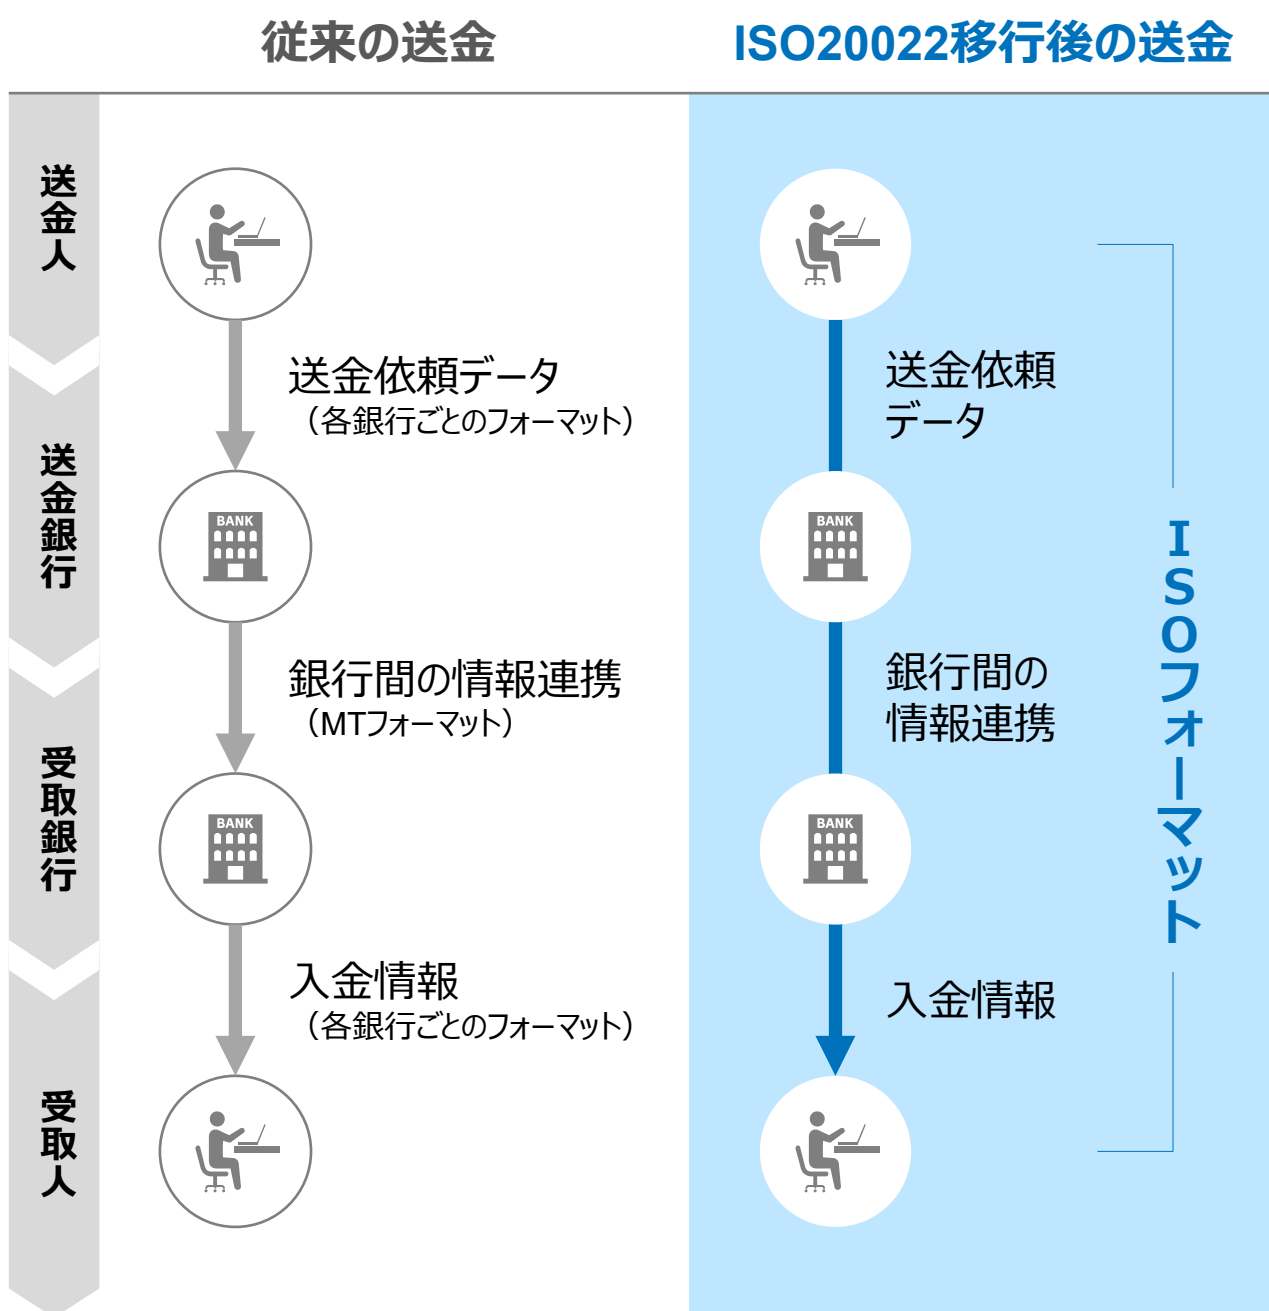 従来の送金
ISO20022移行後の送金
送金人
送金銀行
受取銀行
受取人
送金依頼データ
（各銀行ごとのフォーマット）
BANK
銀行間の情報連携
（MTフォーマット）
BANK
入金情報
（各銀行ごとのフォーマット）
送金依頼
データ
BANK
銀行間の
情報連携
BANK
入金情報
ISOフォーマット